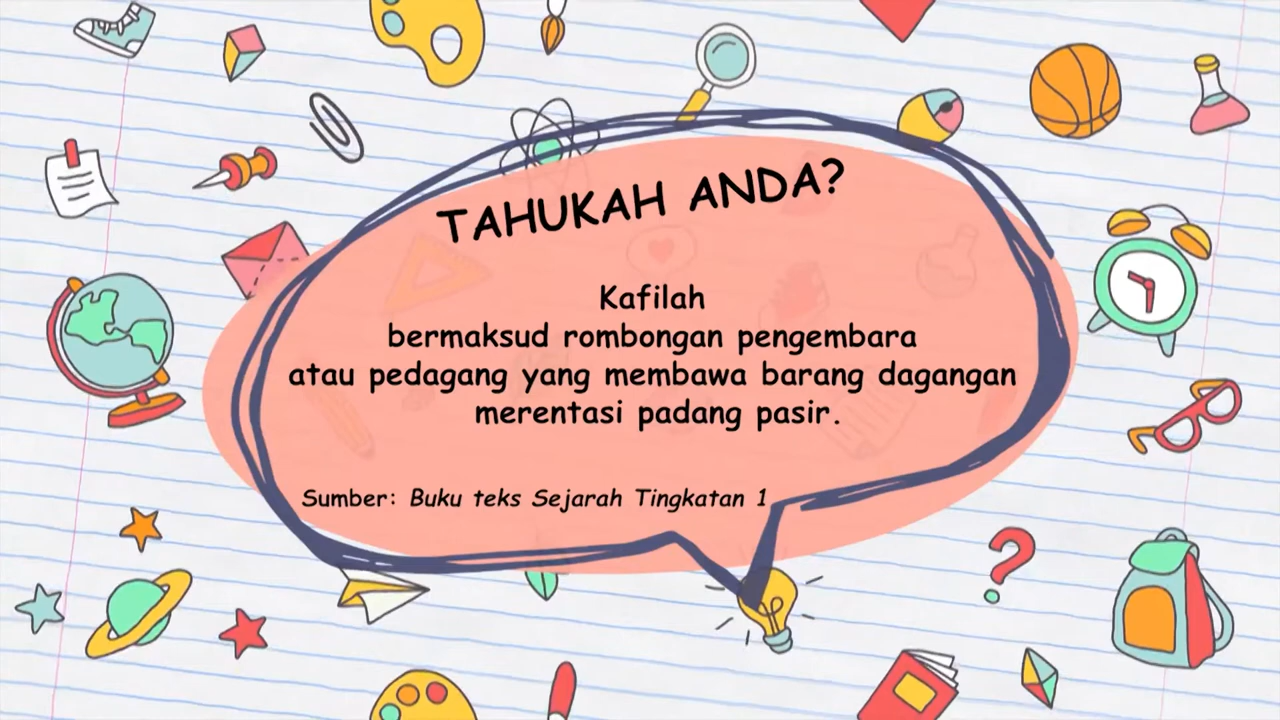 TAHUKAH ANDA?
Kafilah
bermaksud rombongan pengembara
atau pedagang yang membawa barang dagangan
merentasi padang pasir.
Sumber: Buku teks Sejarah Tingkatan 1